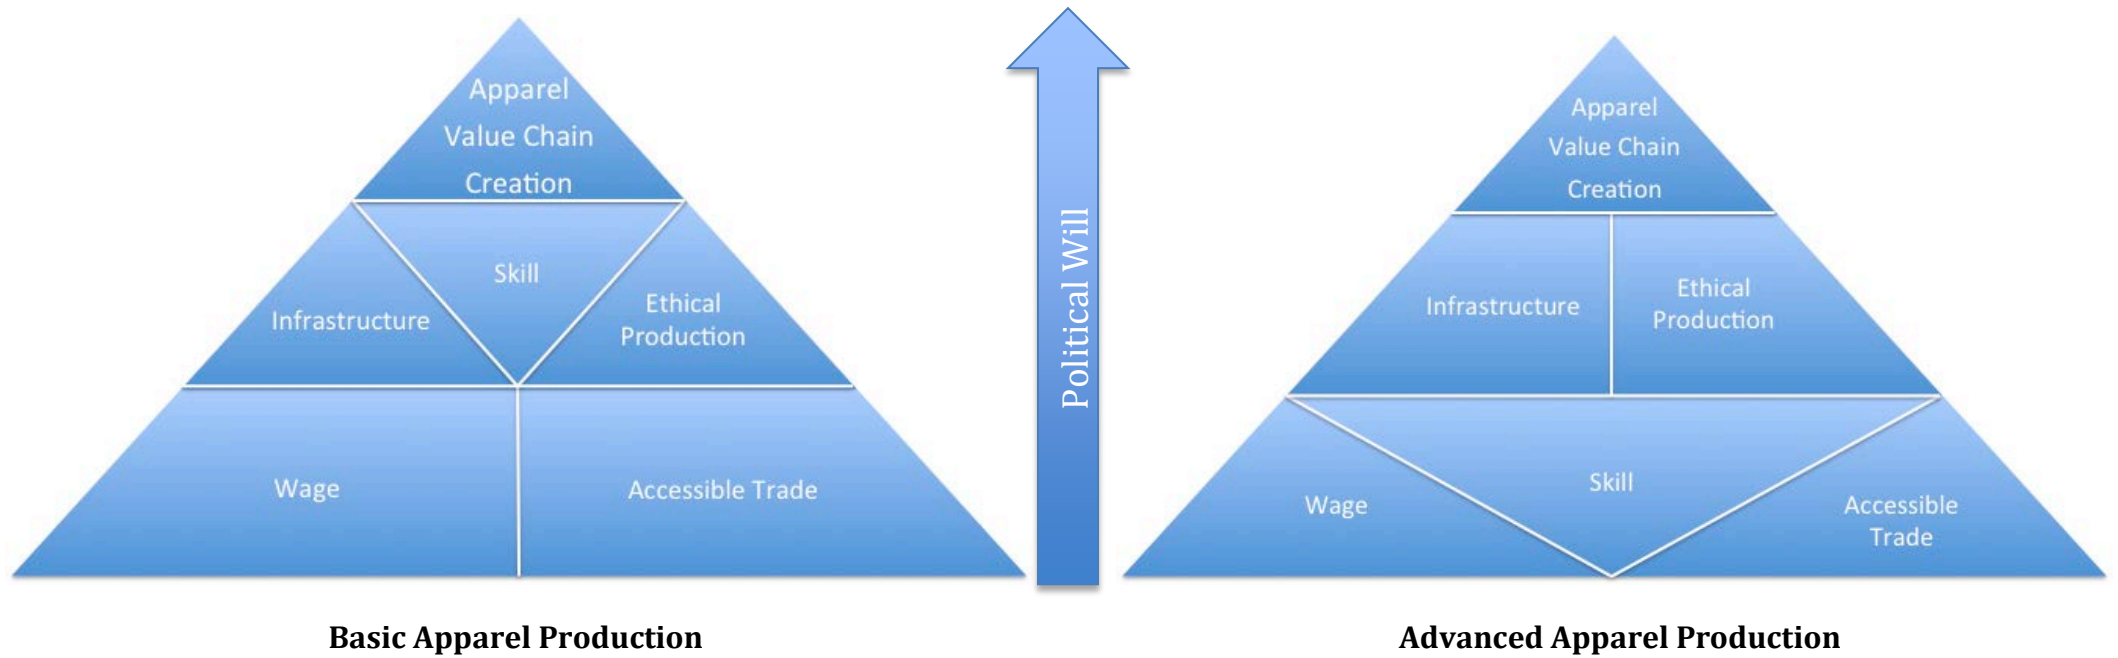 Apparel
Value Chain
Creation
Skill
Infrastructure
Ethical
Production
Wage
Accessible Trade
Basic Apparel Production
Political Will
Apparel
Value Chain
Creation
Infrastructure
Ethical
Production
Skill
Wage
Accessible
Trade
Advanced Apparel Production